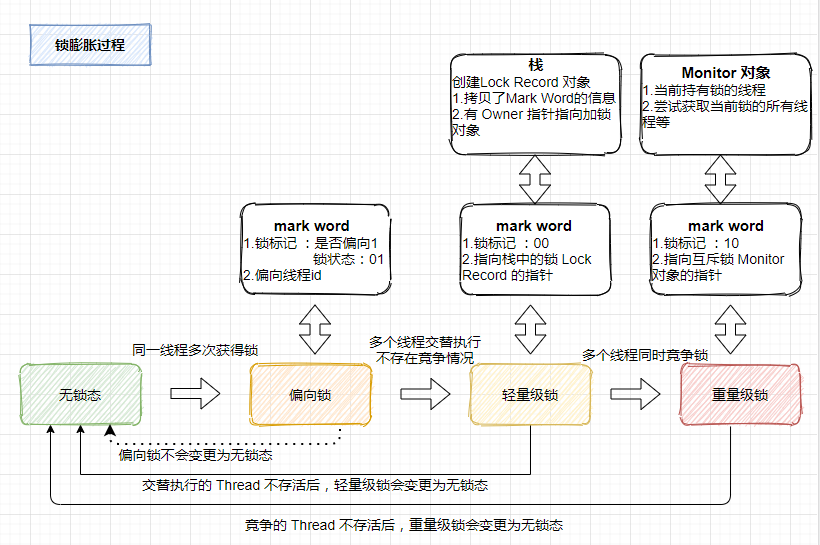 锁膨胀过程
栈
创建Lock Record 对象
1.拷贝了Mark Word的信息
2.有 Owner 指针指向加锁
对象
Monitor 对象
1.当前持有锁的线程
2.尝试获取当前锁的所有线
程等
mark word
1.锁标记 ：是否偏向1
锁状态：01
2.偏向线程id
mark word
1.锁标记 ：00
2.指向栈中的锁 Lock
Record 的指针
mark word
1.锁标记 ：10
2.指向互斥锁 Monitor
对象的指针
同一线程多次获得锁
多个线程交替执行
不存在竞争情况
多个线程同时竞争锁
无锁态
偏向锁
轻量级锁
重量级锁
偏向锁不会变更为无锁态
交替执行的 Thread 不存活后，轻量级锁会变更为无锁态
竞争的 Thread 不存活后，重量级锁会变更为无锁态